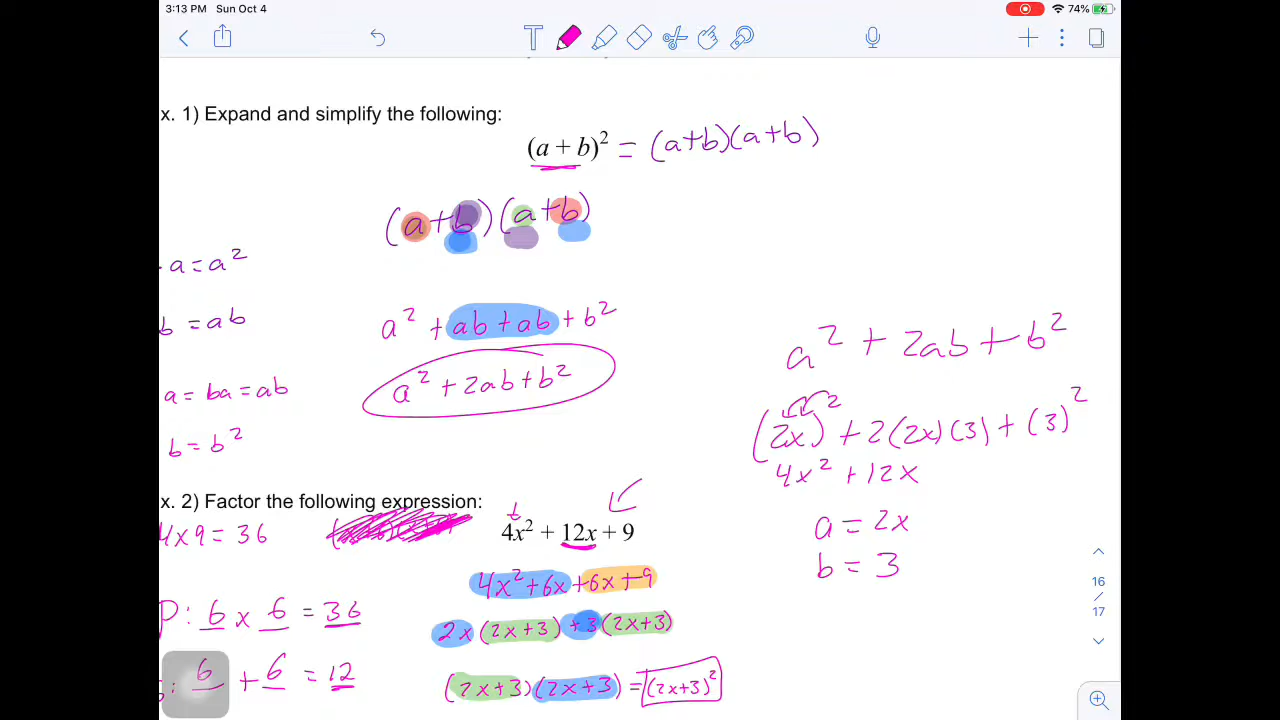 3:13 PM Sun Oct 4 74%
x. 1) Expand and simplify the following:
(a + b)² = (a+b)(a+b)
(a+b)(a+b)
a = a²
b = ab
a² + ab + ab + b²
a² + 2ab + b²
a² + 2ab + b²
a = ba = ab
b = b²
(2x)² + 2(2x)(3) + (3)²
4x² + 12x
a = 2x
b = 3
x. 2) Factor the following expression:
4x9 = 36
4x² + 12x + 9
4x² + 6x + 6x + 9
P: 6 x 6 = 36
2x(2x+3) + 3(2x+3)
6 + 6 = 12
(2x+3)(2x+3) = (2x+3)²
16
/
17